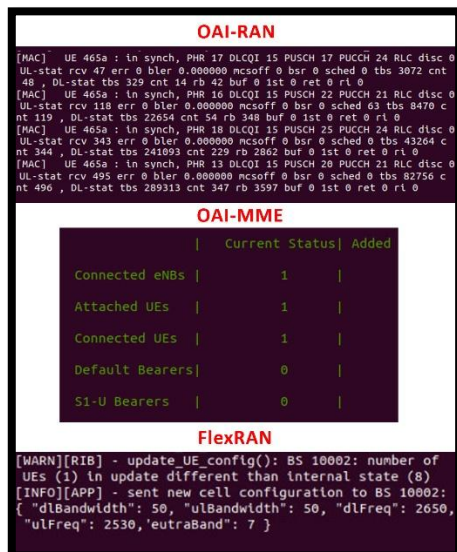 OAI-RAN
[MAC] UE 465a : in synch, PHR 17 DLCQI 15 PUSCH 17 PUCCH 24 RLC disc 0
UL-stat rcv 47 err 0 bler 0.000000 mcsoff 0 bsr 0 sched 0 tbs 3072 cnt
48 , DL-stat tbs 329 cnt 14 rb 42 buf 0 1st 0 ret 0 ri 0
[MAC] UE 465a : in synch, PHR 16 DLCQI 15 PUSCH 22 PUCCH 21 RLC disc 0
UL-stat rcv 118 err 0 bler 0.000000 mcsoff 0 bsr 0 sched 63 tbs 8470 c
nt 119 , DL-stat tbs 22654 cnt 54 rb 348 buf 0 1st 0 ret 0 ri 0
[MAC] UE 465a : in synch, PHR 18 DLCQI 15 PUSCH 25 PUCCH 24 RLC disc 0
UL-stat rcv 343 err 0 bler 0.000000 mcsoff 0 bsr 0 sched 0 tbs 43264 c
nt 344 , DL-stat tbs 241093 cnt 229 rb 2862 buf 0 1st 0 ret 0 ri 0
[MAC] UE 465a : in synch, PHR 13 DLCQI 15 PUSCH 20 PUCCH 21 RLC disc 0
UL-stat rcv 495 err 0 bler 0.000000 mcsoff 0 bsr 0 sched 0 tbs 82756 c
nt 496 , DL-stat tbs 289313 cnt 347 rb 3597 buf 0 1st 0 ret 0 ri 0
OAI-MME
| Current Status| Added
Connected eNBs | 1 |
Attached UEs | 1 |
Connected UEs | 1 |
Default Bearers| 0 |
S1-U Bearers | 0 |
FlexRAN
[WARN][RIB] - update_UE_config(): BS 10002: number of
UEs (1) in update different than internal state (8)
[INFO][APP] - sent new cell configuration to BS 10002:
{ "dlBandwidth": 50, "ulBandwidth": 50, "dlFreq": 2650,
"ulFreq": 2530,'eutraBand": 7 }